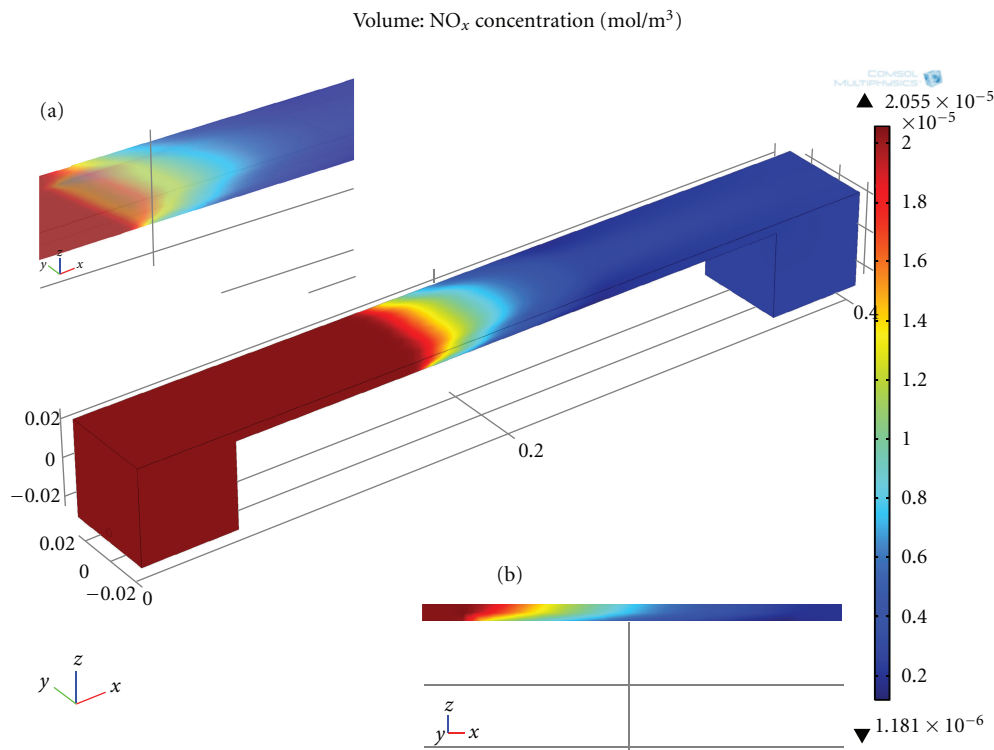 Volume: NOₓ concentration (mol/m³)
COMSOL
MULTIPHYSICS
(a)
▲ 2.055 × 10⁻⁵
×10⁻⁵
2
1.8
1.6
1.4
1.2
1
0.8
0.6
0.4
0.2
▼ 1.181 × 10⁻⁶
z
y x
0.4
0.2
0.02
0
−0.02
0.02
0
−0.02
0
(b)
z
y x
z
y x